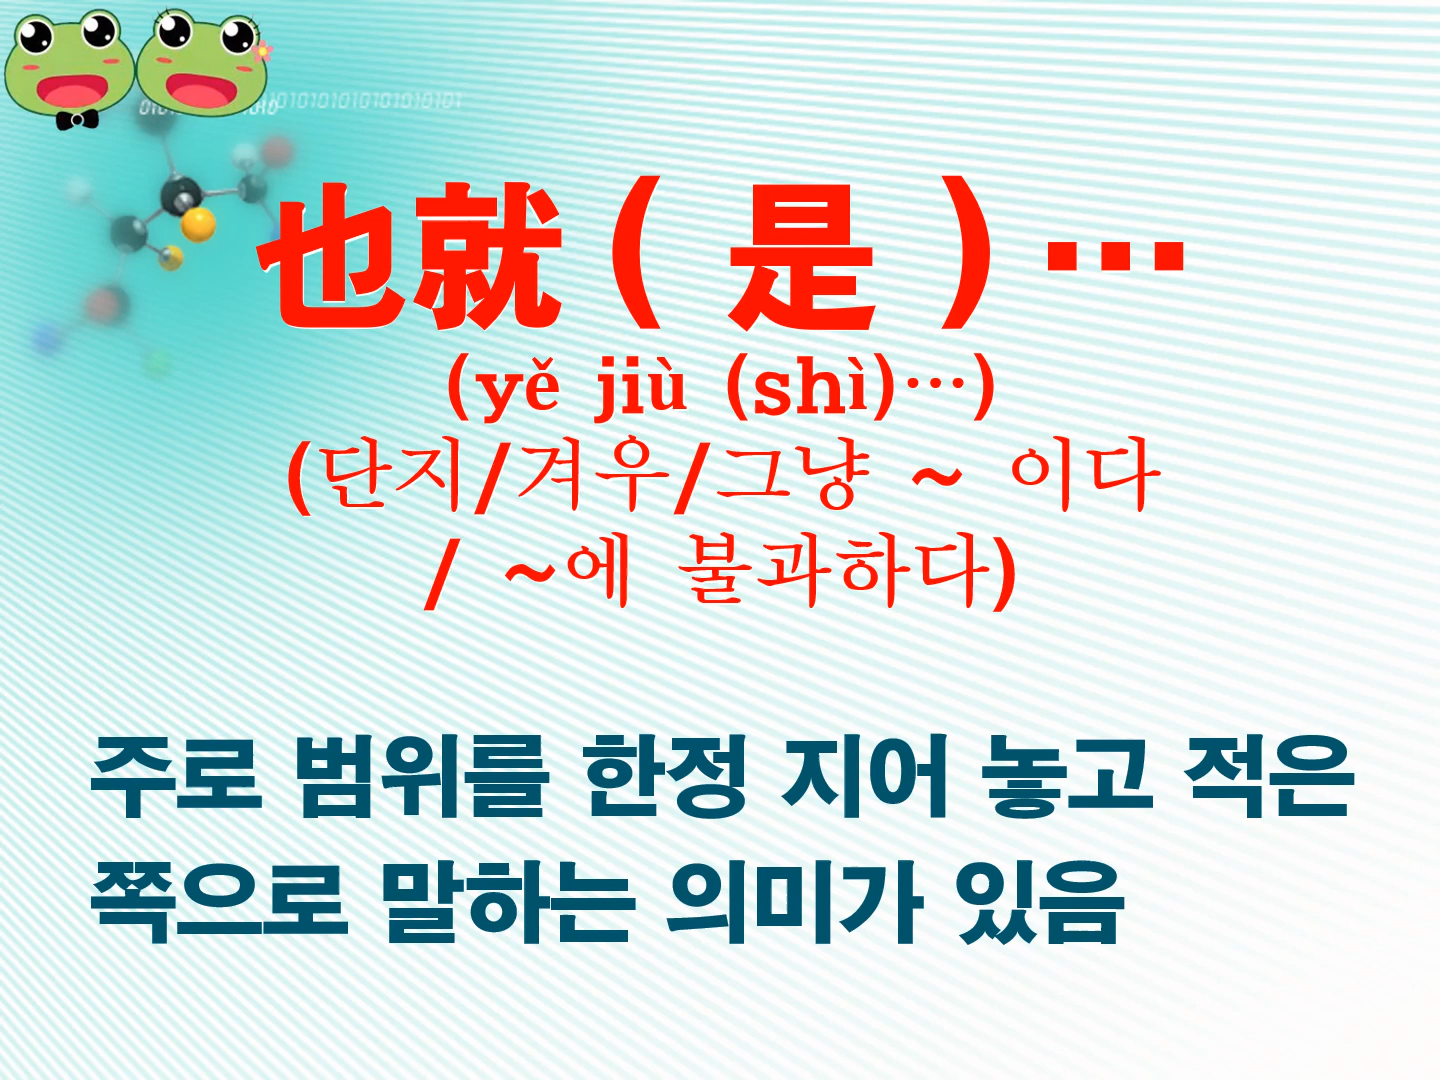 也就 ( 是 ) …
(yě jiù (shì)…)
(단지/겨우/그냥 ~ 이다
/ ~에 불과하다)
주로 범위를 한정 지어 놓고 적은
쪽으로 말하는 의미가 있음